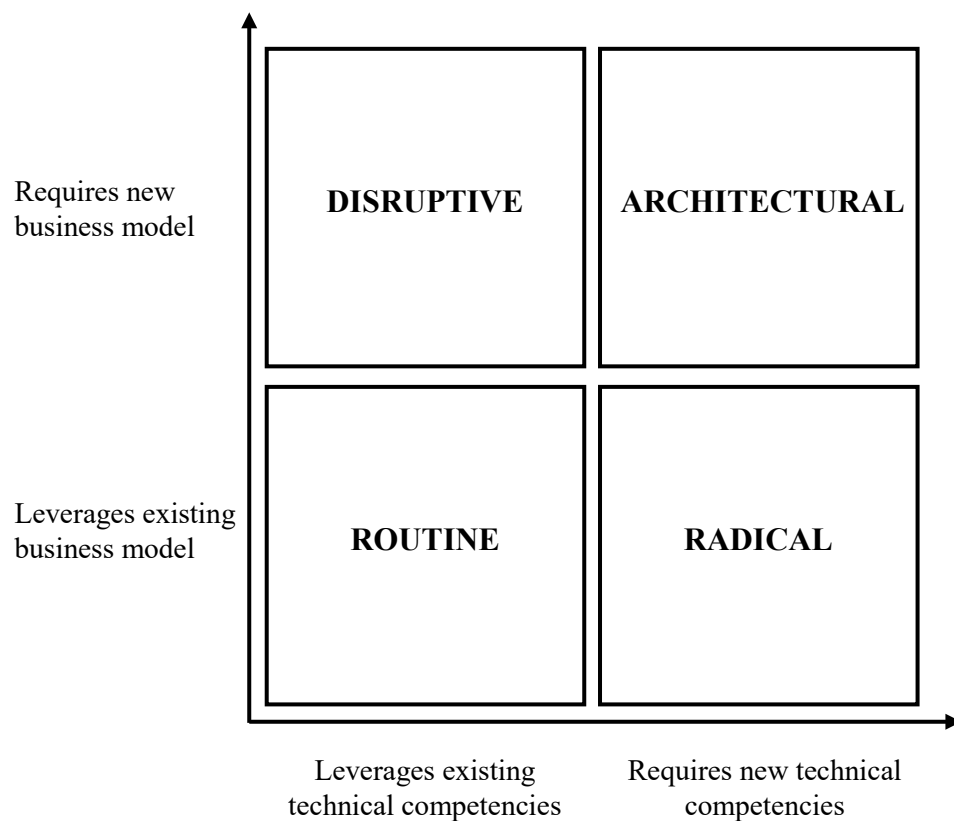 Requires new
business model
DISRUPTIVE
ARCHITECTURAL
Leverages existing
business model
ROUTINE
RADICAL
Leverages existing
technical competencies
Requires new technical
competencies